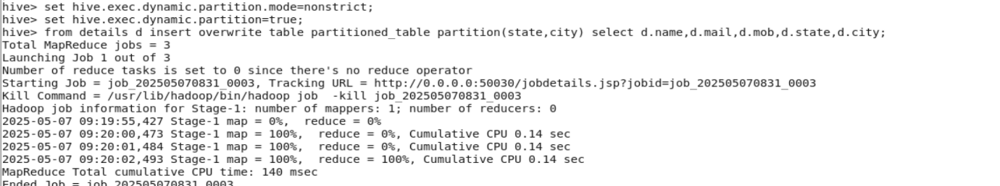 hive> set hive.exec.dynamic.partition.mode=nonstrict;
hive> set hive.exec.dynamic.partition=true;
hive> from details d insert overwrite table partitioned_table partition(state,city) select d.name,d.mail,d.mob,d.state,d.city;
Total MapReduce jobs = 3
Launching Job 1 out of 3
Number of reduce tasks is set to 0 since there's no reduce operator
Starting Job = job_202505070831_0003, Tracking URL = http://0.0.0.0:50030/jobdetails.jsp?jobid=job_202505070831_0003
Kill Command = /usr/lib/hadoop/bin/hadoop job  -kill job_202505070831_0003
Hadoop job information for Stage-1: number of mappers: 1; number of reducers: 0
2025-05-07 09:19:55,427 Stage-1 map = 0%,  reduce = 0%
2025-05-07 09:20:00,473 Stage-1 map = 100%,  reduce = 0%, Cumulative CPU 0.14 sec
2025-05-07 09:20:01,484 Stage-1 map = 100%,  reduce = 0%, Cumulative CPU 0.14 sec
2025-05-07 09:20:02,493 Stage-1 map = 100%,  reduce = 100%, Cumulative CPU 0.14 sec
MapReduce Total cumulative CPU time: 140 msec
Ended Job = job_202505070831_0003